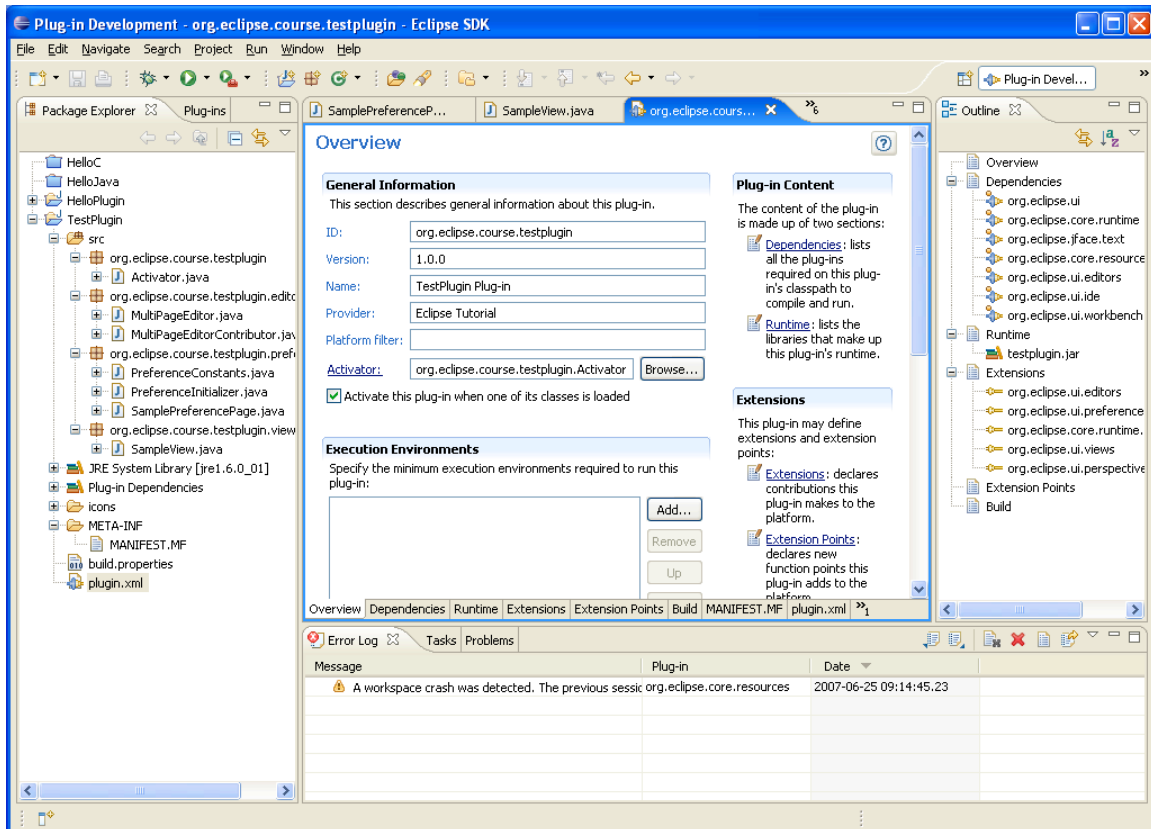 Plug-in Development - org.eclipse.course.testplugin - Eclipse SDK
File Edit Navigate Search Project Run Window Help
Plug-in Devel... »
Package Explorer Plug-ins
HelloC
HelloJava
HelloPlugin
TestPlugin
src
org.eclipse.course.testplugin
Activator.java
org.eclipse.course.testplugin.edito
MultiPageEditor.java
MultiPageEditorContributor.jav
org.eclipse.course.testplugin.prefe
PreferenceConstants.java
PreferenceInitializer.java
SamplePreferencePage.java
org.eclipse.course.testplugin.view
SampleView.java
JRE System Library [jre1.6.0_01]
Plug-in Dependencies
icons
META-INF
MANIFEST.MF
build.properties
plugin.xml
SamplePreferenceP... SampleView.java org.eclipse.cours... »6
Overview
General Information
This section describes general information about this plug-in.
ID: org.eclipse.course.testplugin
Version: 1.0.0
Name: TestPlugin Plug-in
Provider: Eclipse Tutorial
Platform filter:
Activator: org.eclipse.course.testplugin.Activator Browse...
Activate this plug-in when one of its classes is loaded
Execution Environments
Specify the minimum execution environments required to run this
plug-in:
Add...
Remove
Up
Plug-in Content
The content of the plug-in
is made up of two sections:
Dependencies: lists
all the plug-ins
required on this plug-
in's classpath to
compile and run.
Runtime: lists the
libraries that make up
this plug-in's runtime.
Extensions
This plug-in may define
extensions and extension
points:
Extensions: declares
contributions this
plug-in makes to the
platform.
Extension Points:
declares new
function points this
plug-in adds to the
platform.
Overview Dependencies Runtime Extensions Extension Points Build MANIFEST.MF plugin.xml »1
Outline
Overview
Dependencies
org.eclipse.ui
org.eclipse.core.runtime
org.eclipse.jface.text
org.eclipse.core.resource
org.eclipse.ui.editors
org.eclipse.ui.ide
org.eclipse.ui.workbench
Runtime
testplugin.jar
Extensions
org.eclipse.ui.editors
org.eclipse.ui.preference
org.eclipse.core.runtime.
org.eclipse.ui.views
org.eclipse.ui.perspective
Extension Points
Build
Error Log Tasks Problems
Message Plug-in Date
A workspace crash was detected. The previous sessic org.eclipse.core.resources 2007-06-25 09:14:45.23